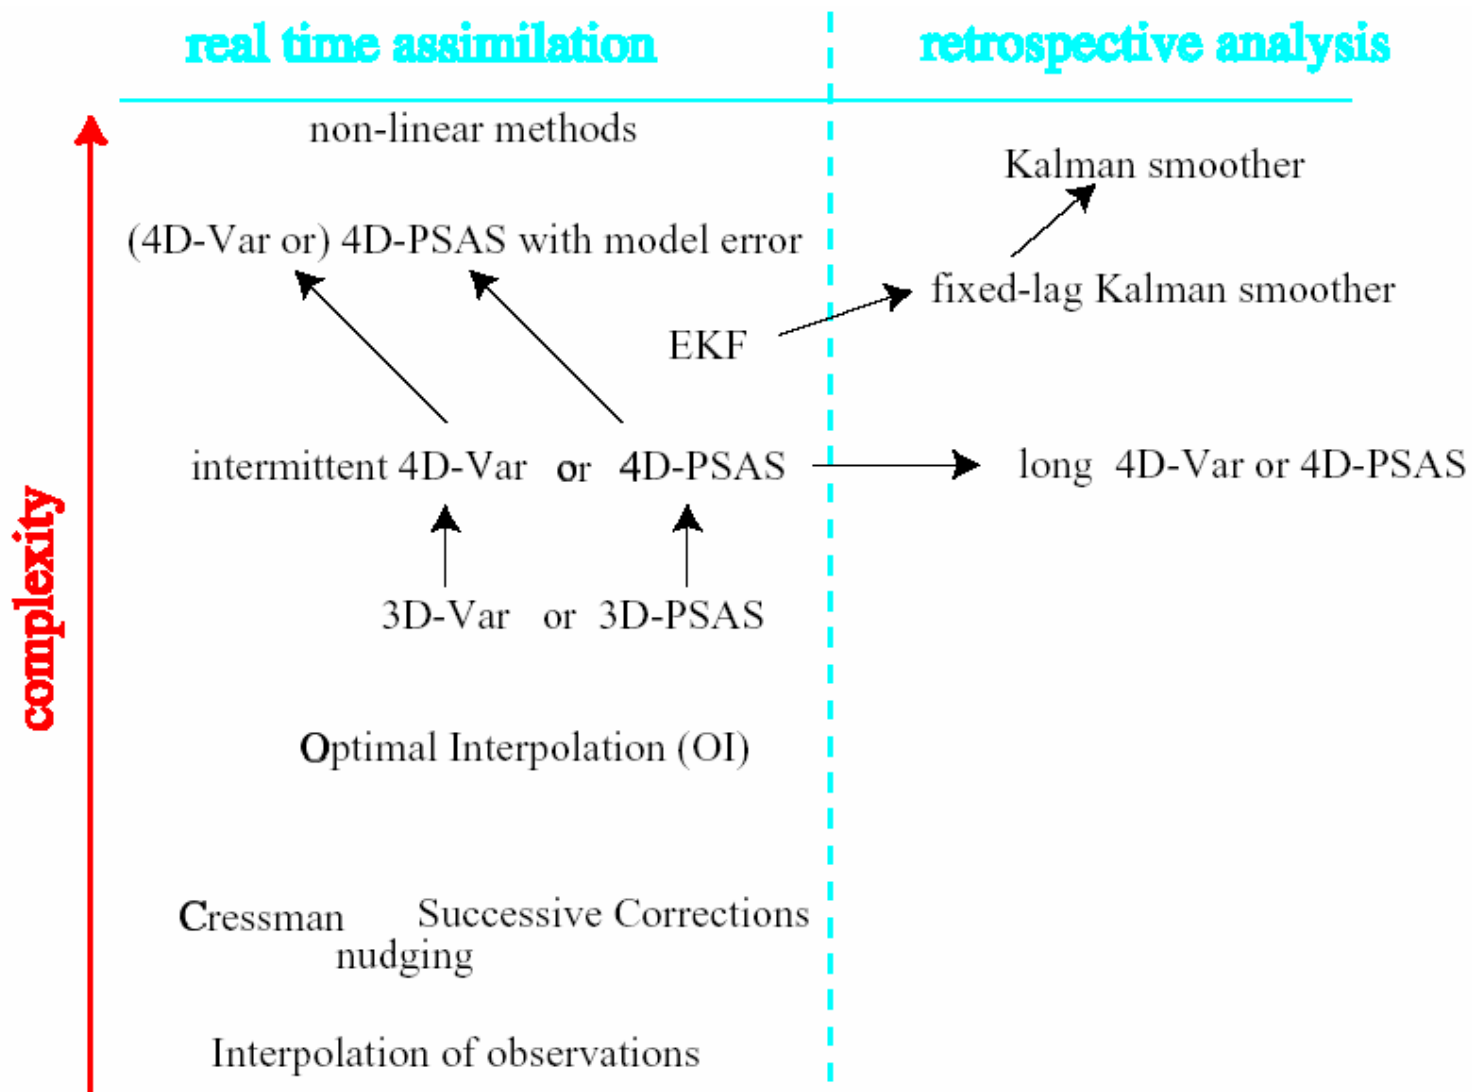 real time assimilation
retrospective analysis
non-linear methods
Kalman smoother
(4D-Var or) 4D-PSAS with model error
fixed-lag Kalman smoother
EKF
intermittent 4D-Var or 4D-PSAS
long 4D-Var or 4D-PSAS
complexity
3D-Var or 3D-PSAS
Optimal Interpolation (OI)
Cressman
Successive Corrections
nudging
Interpolation of observations